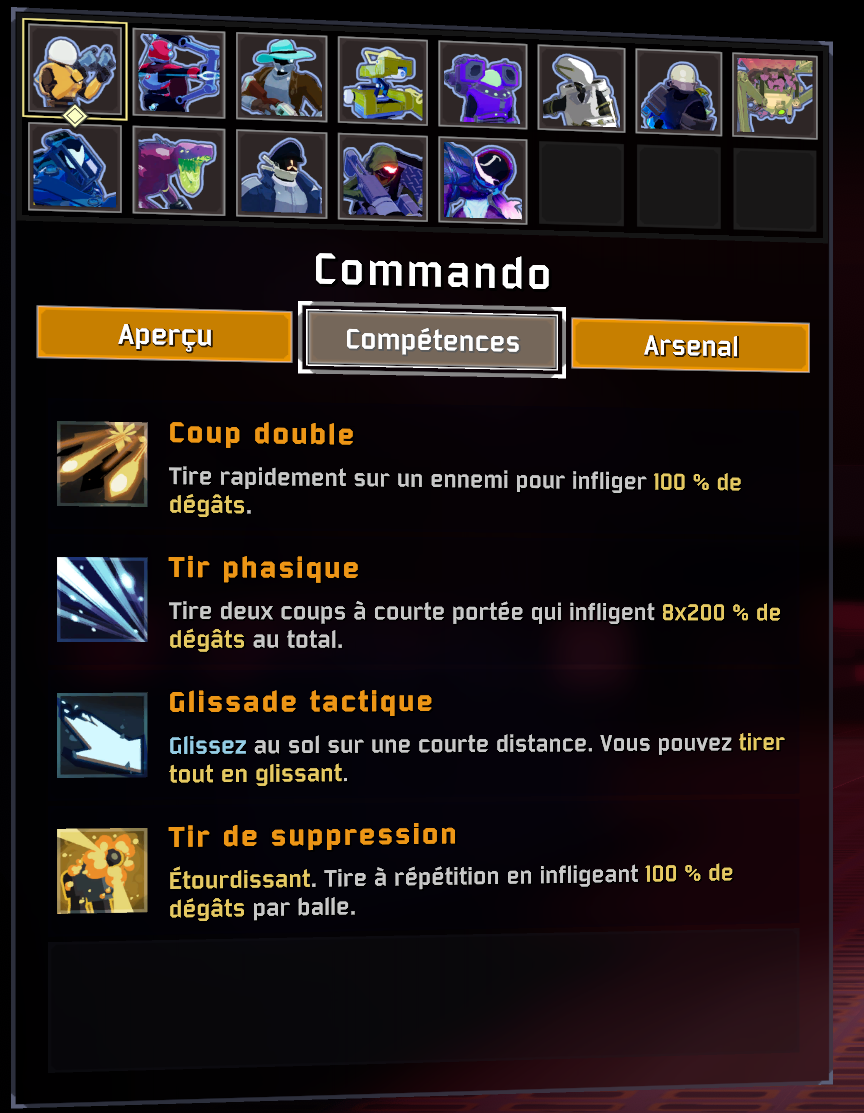 Commando
Aperçu
Compétences
Arsenal
Coup double
Tire rapidement sur un ennemi pour infliger 100 % de
dégâts.
Tir phasique
Tire deux coups à courte portée qui infligent 8x200 % de
dégâts au total.
Glissade tactique
Glissez au sol sur une courte distance. Vous pouvez tirer
tout en glissant.
Tir de suppression
Étourdissant. Tire à répétition en infligeant 100 % de
dégâts par balle.